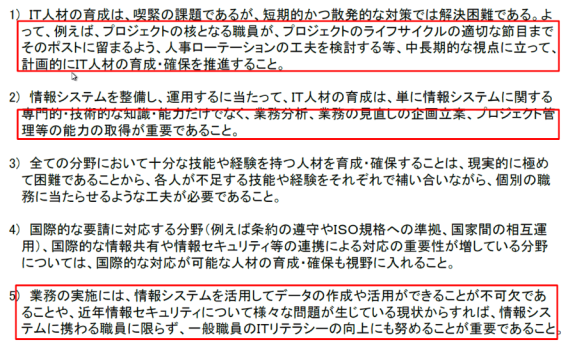 1) IT人材の育成は、喫緊の課題であるが、短期的かつ散発的な対策では解決困難である。よ
って、例えば、プロジェクトの核となる職員が、プロジェクトのライフサイクルの適切な節目まで
そのポストに留まるよう、人事ローテーションの工夫を検討する等、中長期的な視点に立って、
計画的にIT人材の育成・確保を推進すること。
2) 情報システムを整備し、運用するに当たって、IT人材の育成は、単に情報システムに関する
専門的・技術的な知識・能力だけでなく、業務分析、業務の見直しの企画立案、プロジェクト管
理等の能力の取得が重要であること。
3) 全ての分野において十分な技能や経験を持つ人材を育成・確保することは、現実的に極め
て困難であることから、各人が不足する技能や経験をそれぞれで補い合いながら、個別の職
務に当たらせるような工夫が必要であること。
4) 国際的な要請に対応する分野(例えば条約の遵守やISO規格への準拠、国家間の相互運
用)、国際的な情報共有や情報セキュリティ等の連携による対応の重要性が増している分野
については、国際的な対応が可能な人材の育成・確保も視野に入れること。
5) 業務の実施には、情報システムを活用してデータの作成や活用ができることが不可欠であ
ることや、近年情報セキュリティについて様々な問題が生じている現状からすれば、情報シス
テムに携わる職員に限らず、一般職員のITリテラシーの向上にも努めることが重要であること。